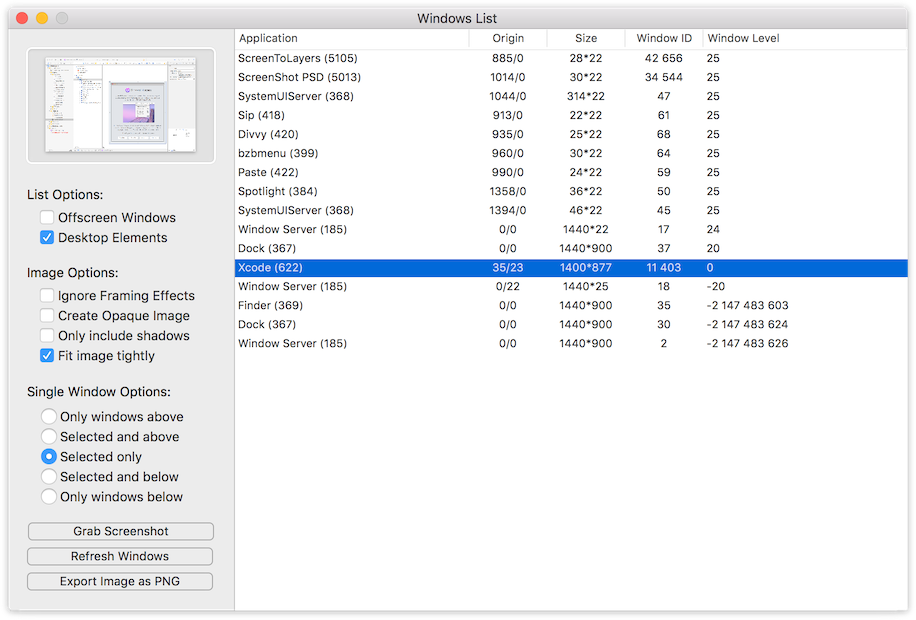 Windows List
List Options:
Offscreen Windows
Desktop Elements
Image Options:
Ignore Framing Effects
Create Opaque Image
Only include shadows
Fit image tightly
Single Window Options:
Only windows above
Selected and above
Selected only
Selected and below
Only windows below
Grab Screenshot
Refresh Windows
Export Image as PNG
Application Origin Size Window ID Window Level
ScreenToLayers (5105) 885/0 28*22 42 656 25
ScreenShot PSD (5013) 1014/0 30*22 34 544 25
SystemUIServer (368) 1044/0 314*22 47 25
Sip (418) 913/0 22*22 61 25
Divvy (420) 935/0 25*22 68 25
bzbmenu (399) 960/0 30*22 64 25
Paste (422) 990/0 24*22 59 25
Spotlight (384) 1358/0 36*22 50 25
SystemUIServer (368) 1394/0 46*22 45 25
Window Server (185) 0/0 1440*22 17 24
Dock (367) 0/0 1440*900 37 20
Xcode (622) 35/23 1400*877 11 403 0
Window Server (185) 0/22 1440*25 18 -20
Finder (369) 0/0 1440*900 35 -2 147 483 603
Dock (367) 0/0 1440*900 30 -2 147 483 624
Window Server (185) 0/0 1440*900 2 -2 147 483 626